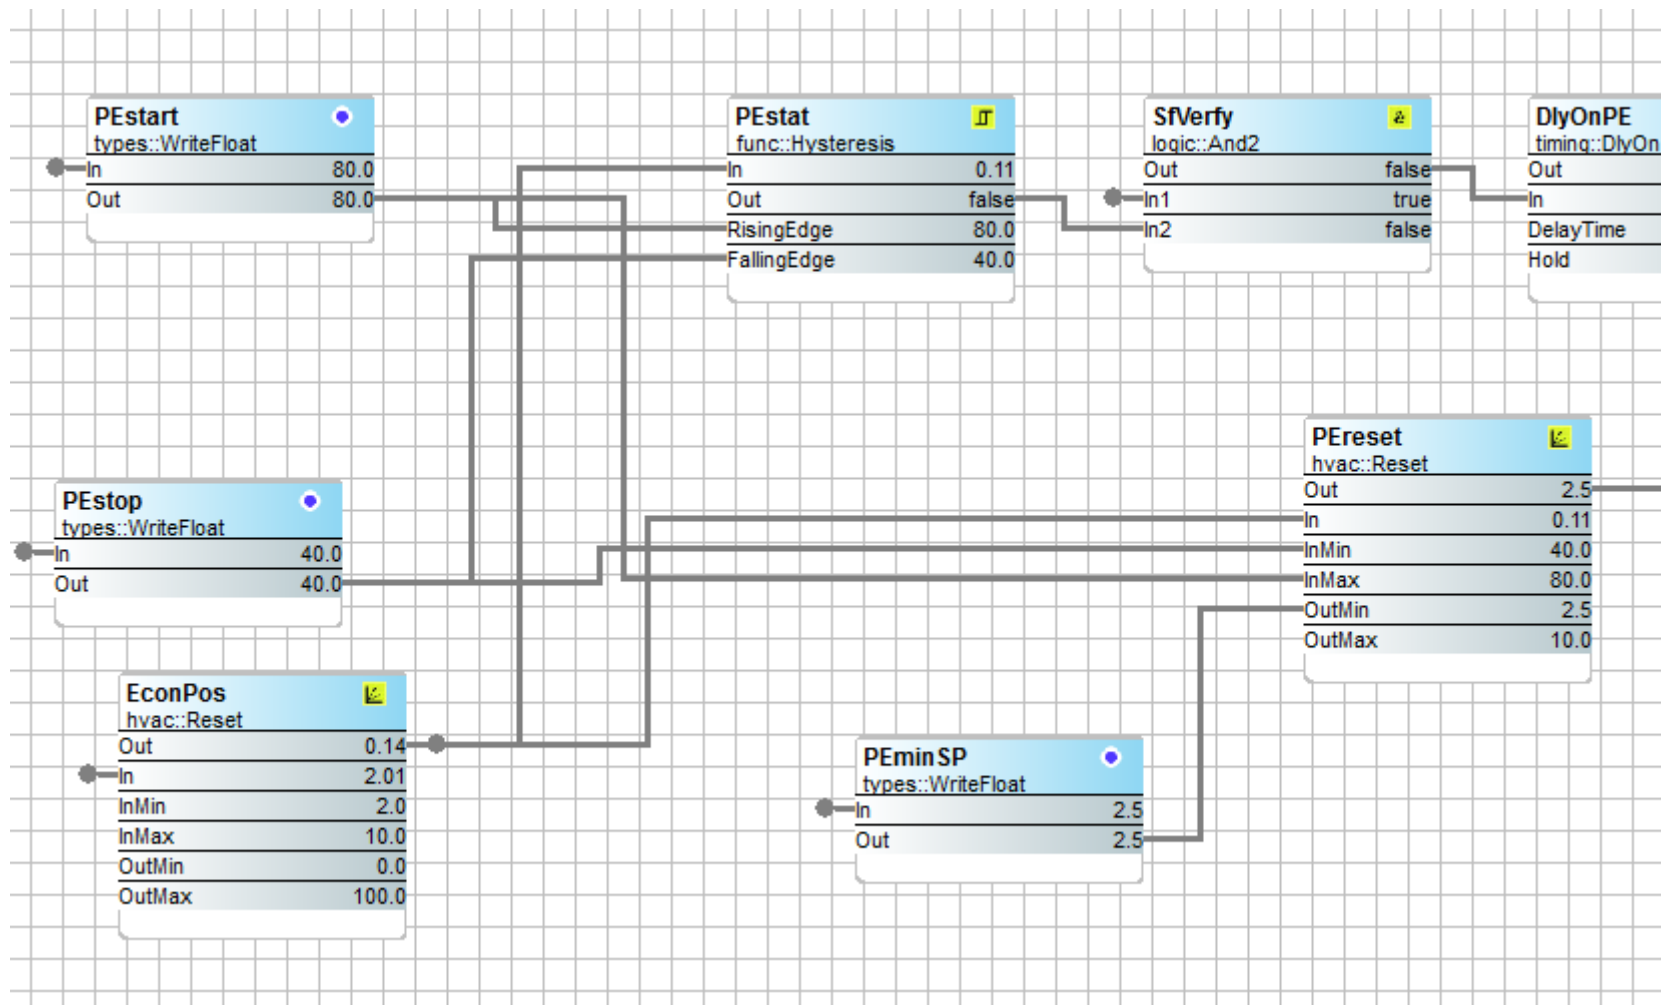 PEstart
types::WriteFloat
In 80.0
Out 80.0
PEstat
func::Hysteresis
In 0.11
Out false
RisingEdge 80.0
FallingEdge 40.0
SfVerfy
logic::And2
Out false
In1 true
In2 false
DlyOnPE
timing::DlyOn
Out
In
DelayTime
Hold
PEstop
types::WriteFloat
In 40.0
Out 40.0
PEreset
hvac::Reset
Out 2.5
In 0.11
InMin 40.0
InMax 80.0
OutMin 2.5
OutMax 10.0
EconPos
hvac::Reset
Out 0.14
In 2.01
InMin 2.0
InMax 10.0
OutMin 0.0
OutMax 100.0
PEminSP
types::WriteFloat
In 2.5
Out 2.5